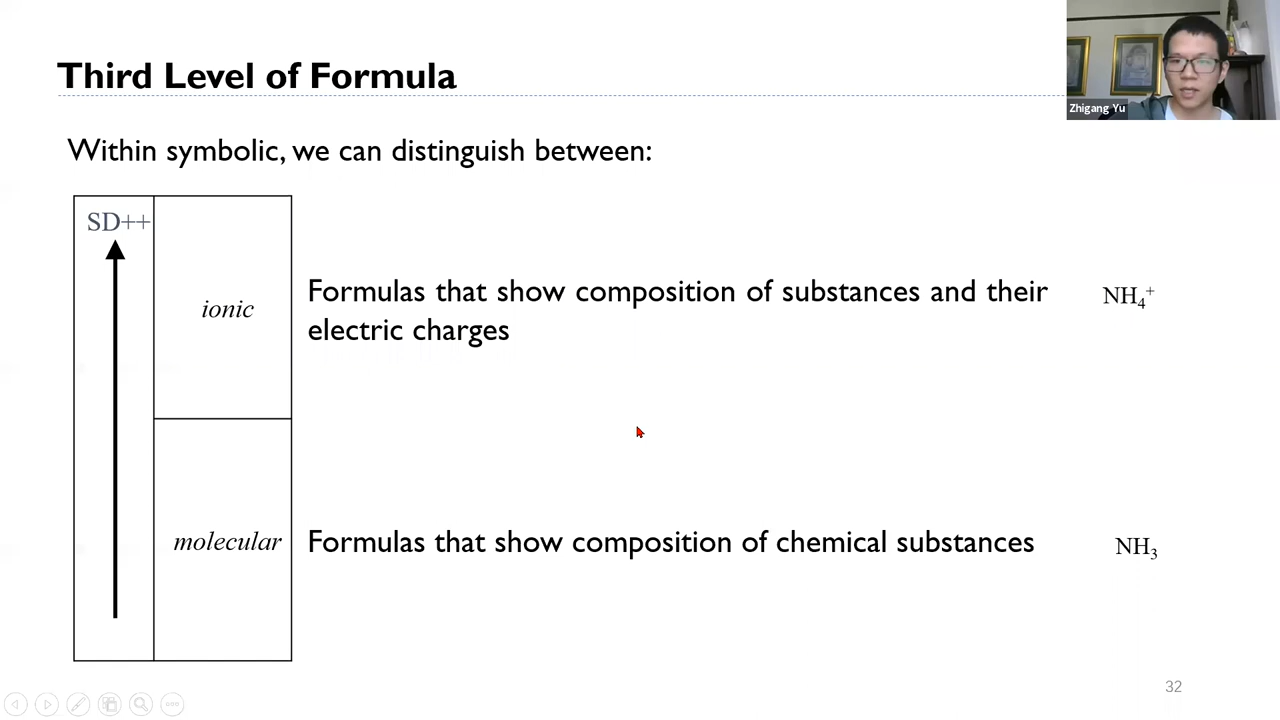 Third Level of Formula
Zhigang Yu
Within symbolic, we can distinguish between:
SD++
ionic
Formulas that show composition of substances and their
electric charges
NH₄⁺
molecular
Formulas that show composition of chemical substances
NH₃
32